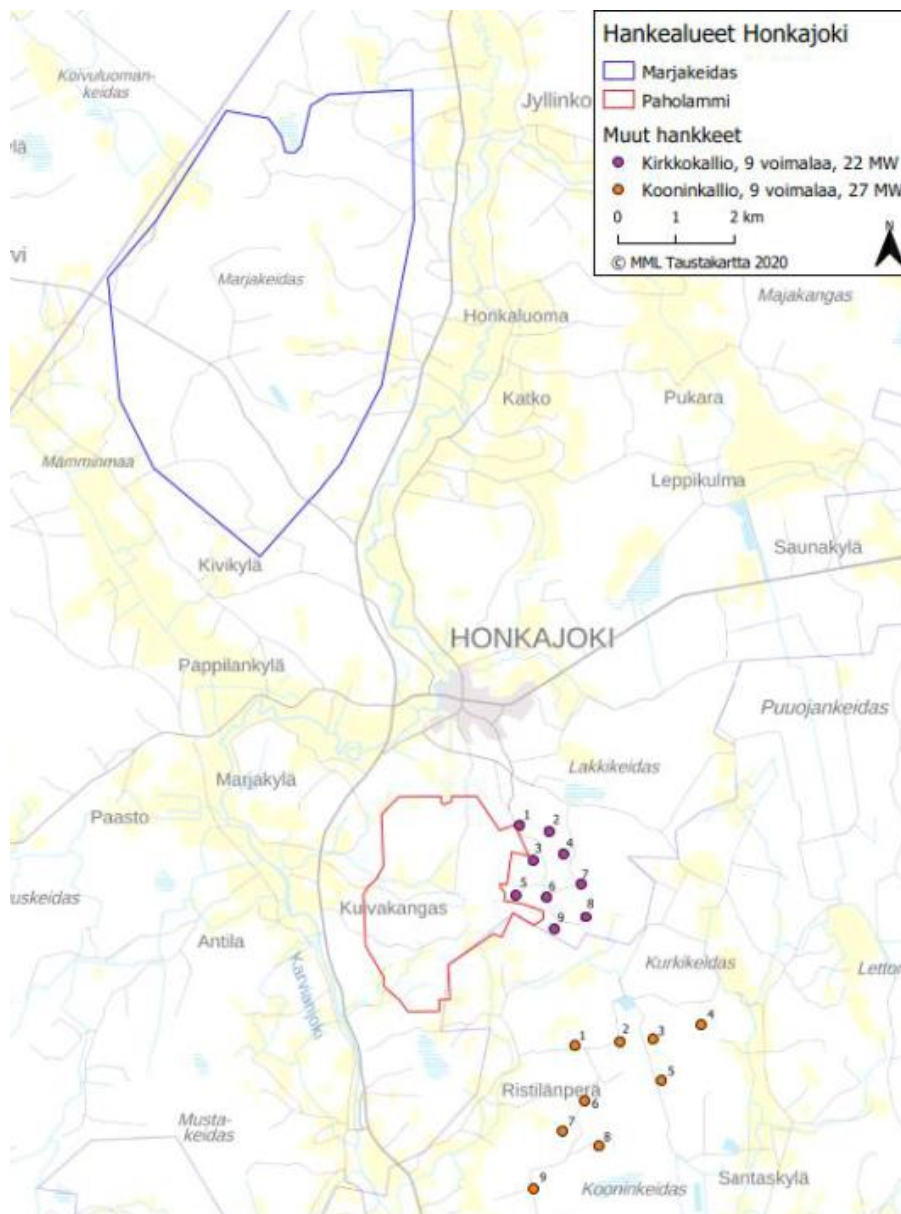 Hankealueet Honkajoki
Marjakeidas
Paholammi
Muut hankkeet
Kirkkokallio, 9 voimalaa, 22 MW
Kooninkallio, 9 voimalaa, 27 MW
0 1 2 km
N
© MML Taustakartta 2020
Koivuluoman-
keidas
Jyllinko
lä
vi
Marjakeidas
Majakangas
Honkaluoma
Katko
Pukara
Mämminmaa
Leppikulma
Saunakylä
Kivikylä
HONKAJOKI
Pappilankylä
Puuojankeidas
Lakkikeidas
Marjakylä
Paasto
1
2
3
4
5
6
7
8
9
uskeidas
Kuivakangas
Antila
Karvianjoki
Kurkikeidas
Letton
1
2
3
4
5
Ristilänperä
6
7
8
9
Musta-
keidas
Kooninkeidas
Santaskylä